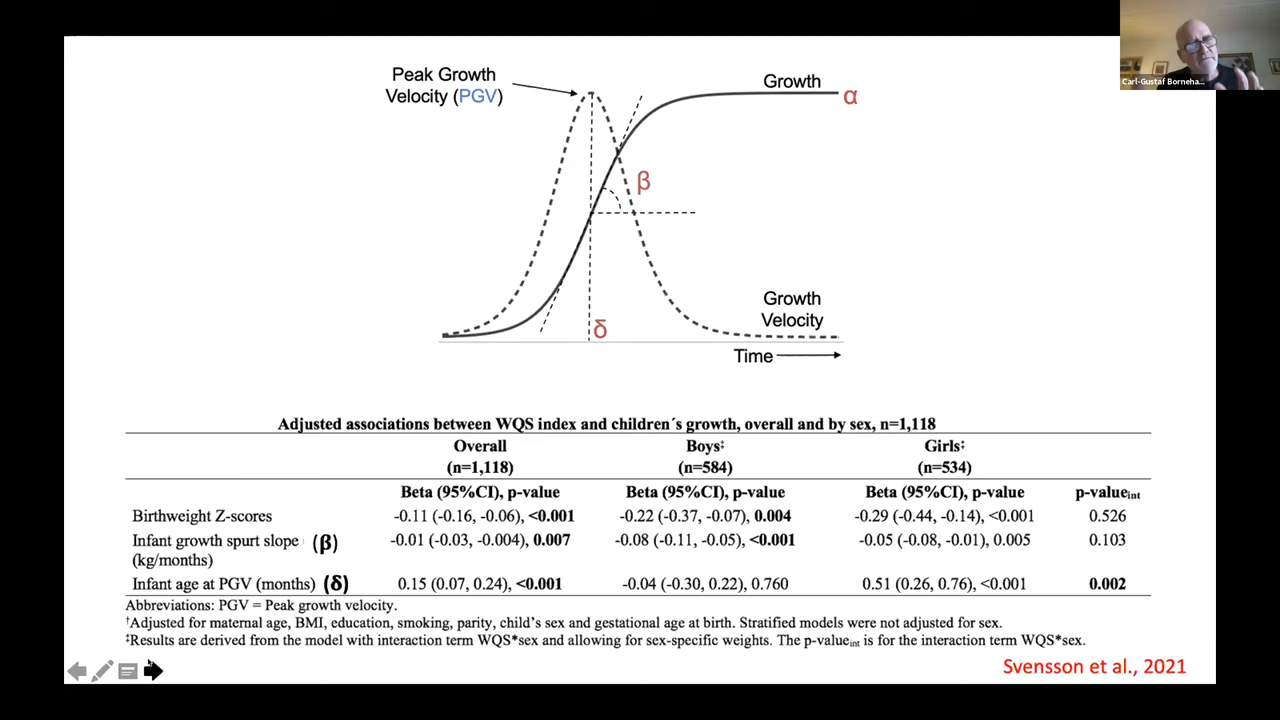 Carl-Gustaf Borneha...
Peak Growth
Velocity (PGV)
Growth
α
β
Growth
Velocity
δ
Time
Adjusted associations between WQS index and children´s growth, overall and by sex, n=1,118
Overall Boys‡ Girls‡
(n=1,118) (n=584) (n=534)
Beta (95%CI), p-value Beta (95%CI), p-value Beta (95%CI), p-value p-valueint
Birthweight Z-scores -0.11 (-0.16, -0.06), <0.001 -0.22 (-0.37, -0.07), 0.004 -0.29 (-0.44, -0.14), <0.001 0.526
Infant growth spurt slope (β) -0.01 (-0.03, -0.004), 0.007 -0.08 (-0.11, -0.05), <0.001 -0.05 (-0.08, -0.01), 0.005 0.103
(kg/months)
Infant age at PGV (months) (δ) 0.15 (0.07, 0.24), <0.001 -0.04 (-0.30, 0.22), 0.760 0.51 (0.26, 0.76), <0.001 0.002
Abbreviations: PGV = Peak growth velocity.
†Adjusted for maternal age, BMI, education, smoking, parity, child's sex and gestational age at birth. Stratified models were not adjusted for sex.
‡Results are derived from the model with interaction term WQS*sex and allowing for sex-specific weights. The p-valueint is for the interaction term WQS*sex.
Svensson et al., 2021